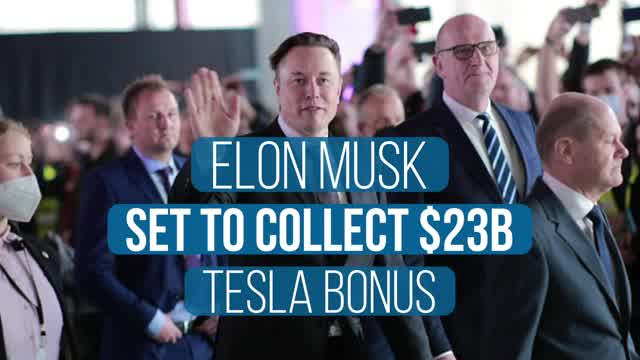 ELON MUSK
SET TO COLLECT $23B
TESLA BONUS